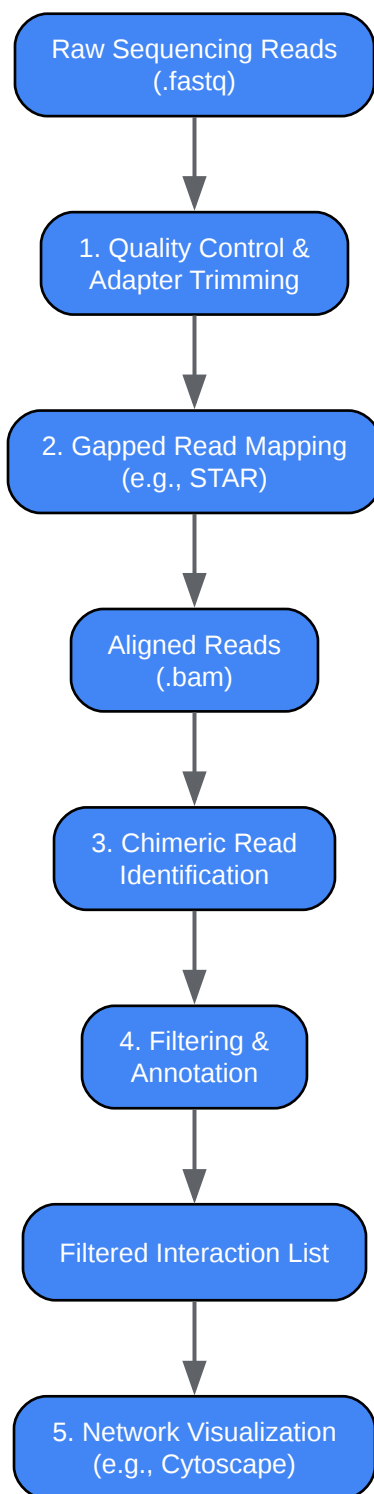 Raw Sequencing Reads
(.fastq)
1. Quality Control &
Adapter Trimming
2. Gapped Read Mapping
(e.g., STAR)
Aligned Reads
(.bam)
3. Chimeric Read
Identification
4. Filtering &
Annotation
Filtered Interaction List
5. Network Visualization
(e.g., Cytoscape)